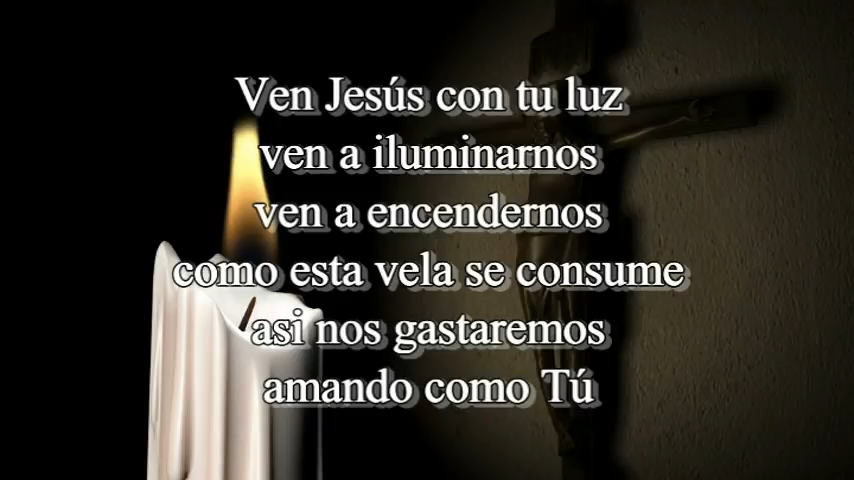 Ven Jesús con tu luz
ven a iluminarnos
ven a encendernos
como esta vela se consume
asi nos gastaremos
amando como Tú